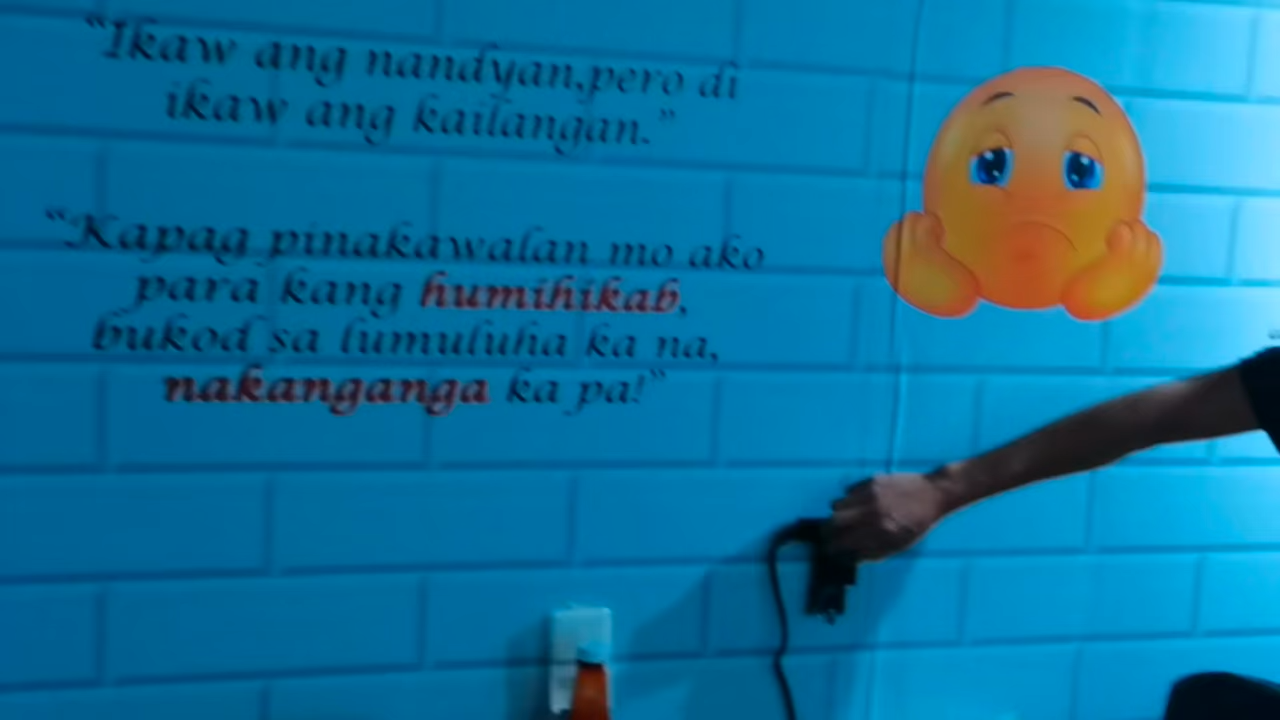 “Ikaw ang nandyan,pero di
ikaw ang kailangan.”
“Kapag pinakawalan mo ako
para kang humihikab,
bukod sa lumuluha ka na,
nakanganga ka pa!”